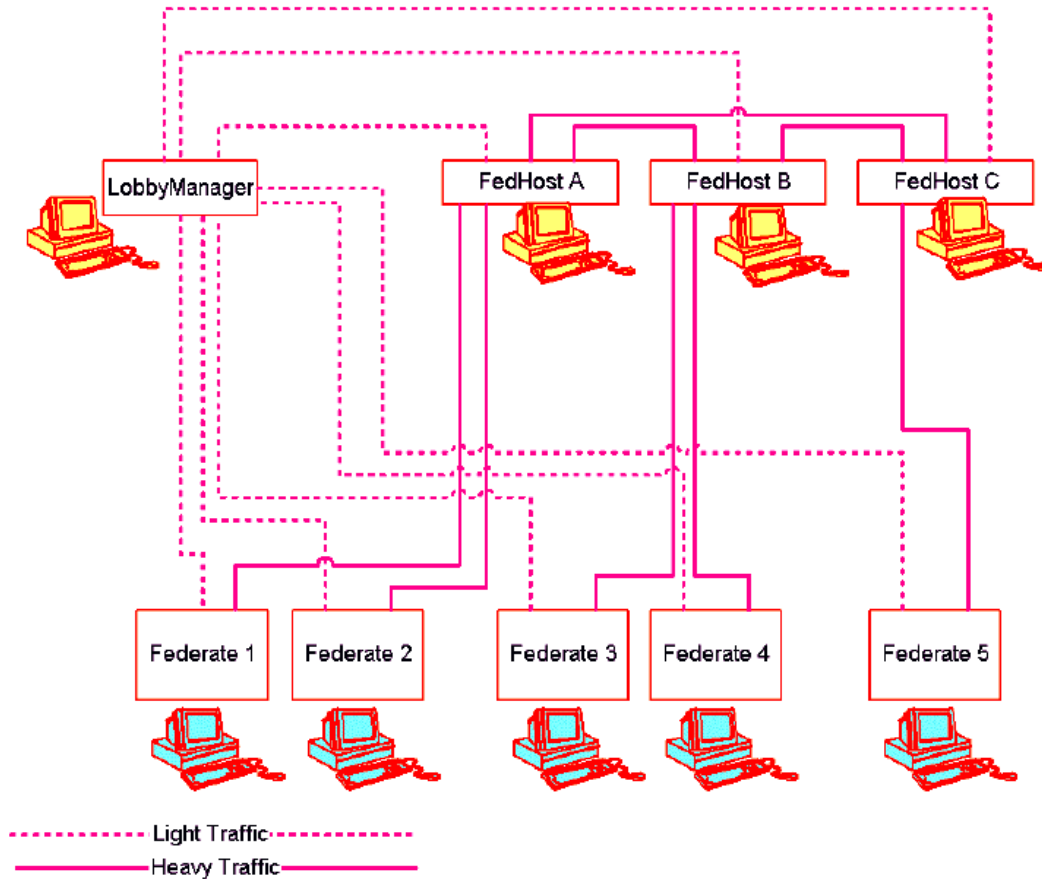 LobbyManager
FedHost A
FedHost B
FedHost C
Federate 1
Federate 2
Federate 3
Federate 4
Federate 5
Light Traffic
Heavy Traffic